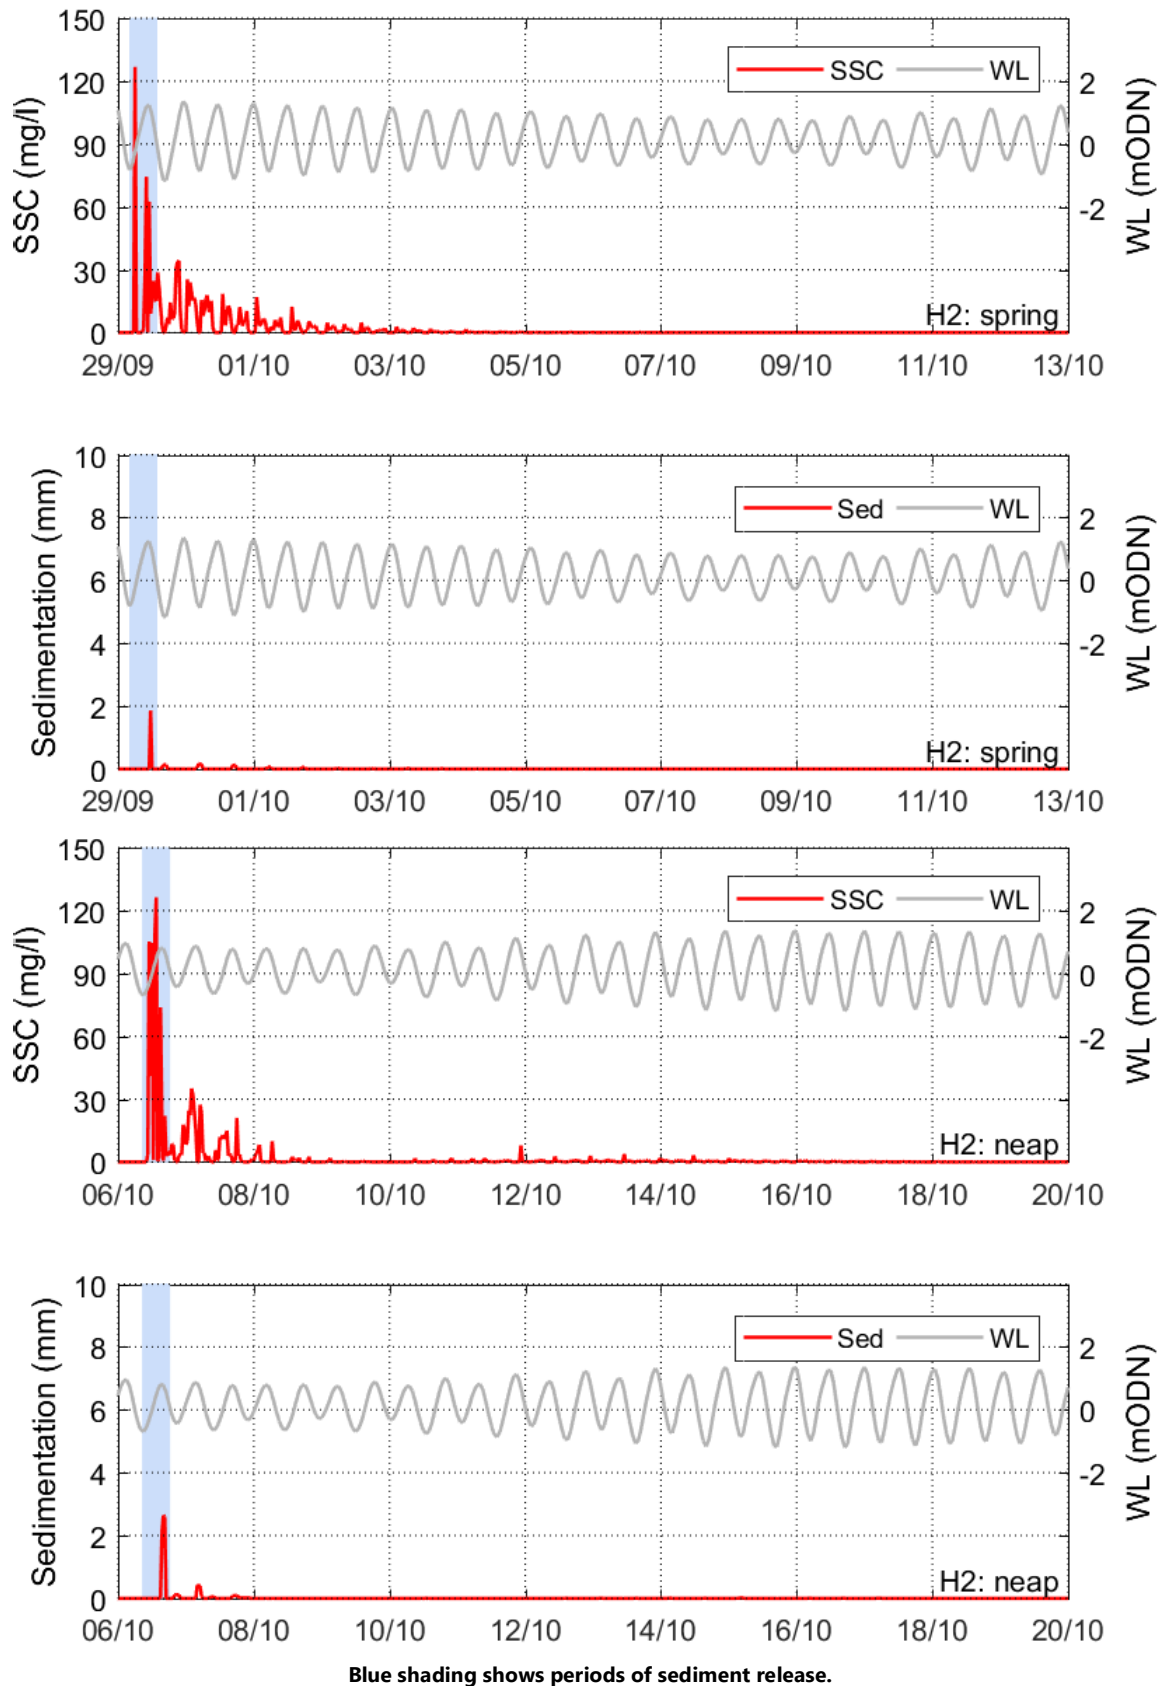 150
120
90
60
30
0
SSC (mg/l)
SSC WL
2
0
-2
WL (mODN)
H2: spring
29/09 01/10 03/10 05/10 07/10 09/10 11/10 13/10
10
8
6
4
2
0
Sedimentation (mm)
Sed WL
2
0
-2
WL (mODN)
H2: spring
29/09 01/10 03/10 05/10 07/10 09/10 11/10 13/10
150
120
90
60
30
0
SSC (mg/l)
SSC WL
2
0
-2
WL (mODN)
H2: neap
06/10 08/10 10/10 12/10 14/10 16/10 18/10 20/10
10
8
6
4
2
0
Sedimentation (mm)
Sed WL
2
0
-2
WL (mODN)
H2: neap
06/10 08/10 10/10 12/10 14/10 16/10 18/10 20/10
Blue shading shows periods of sediment release.